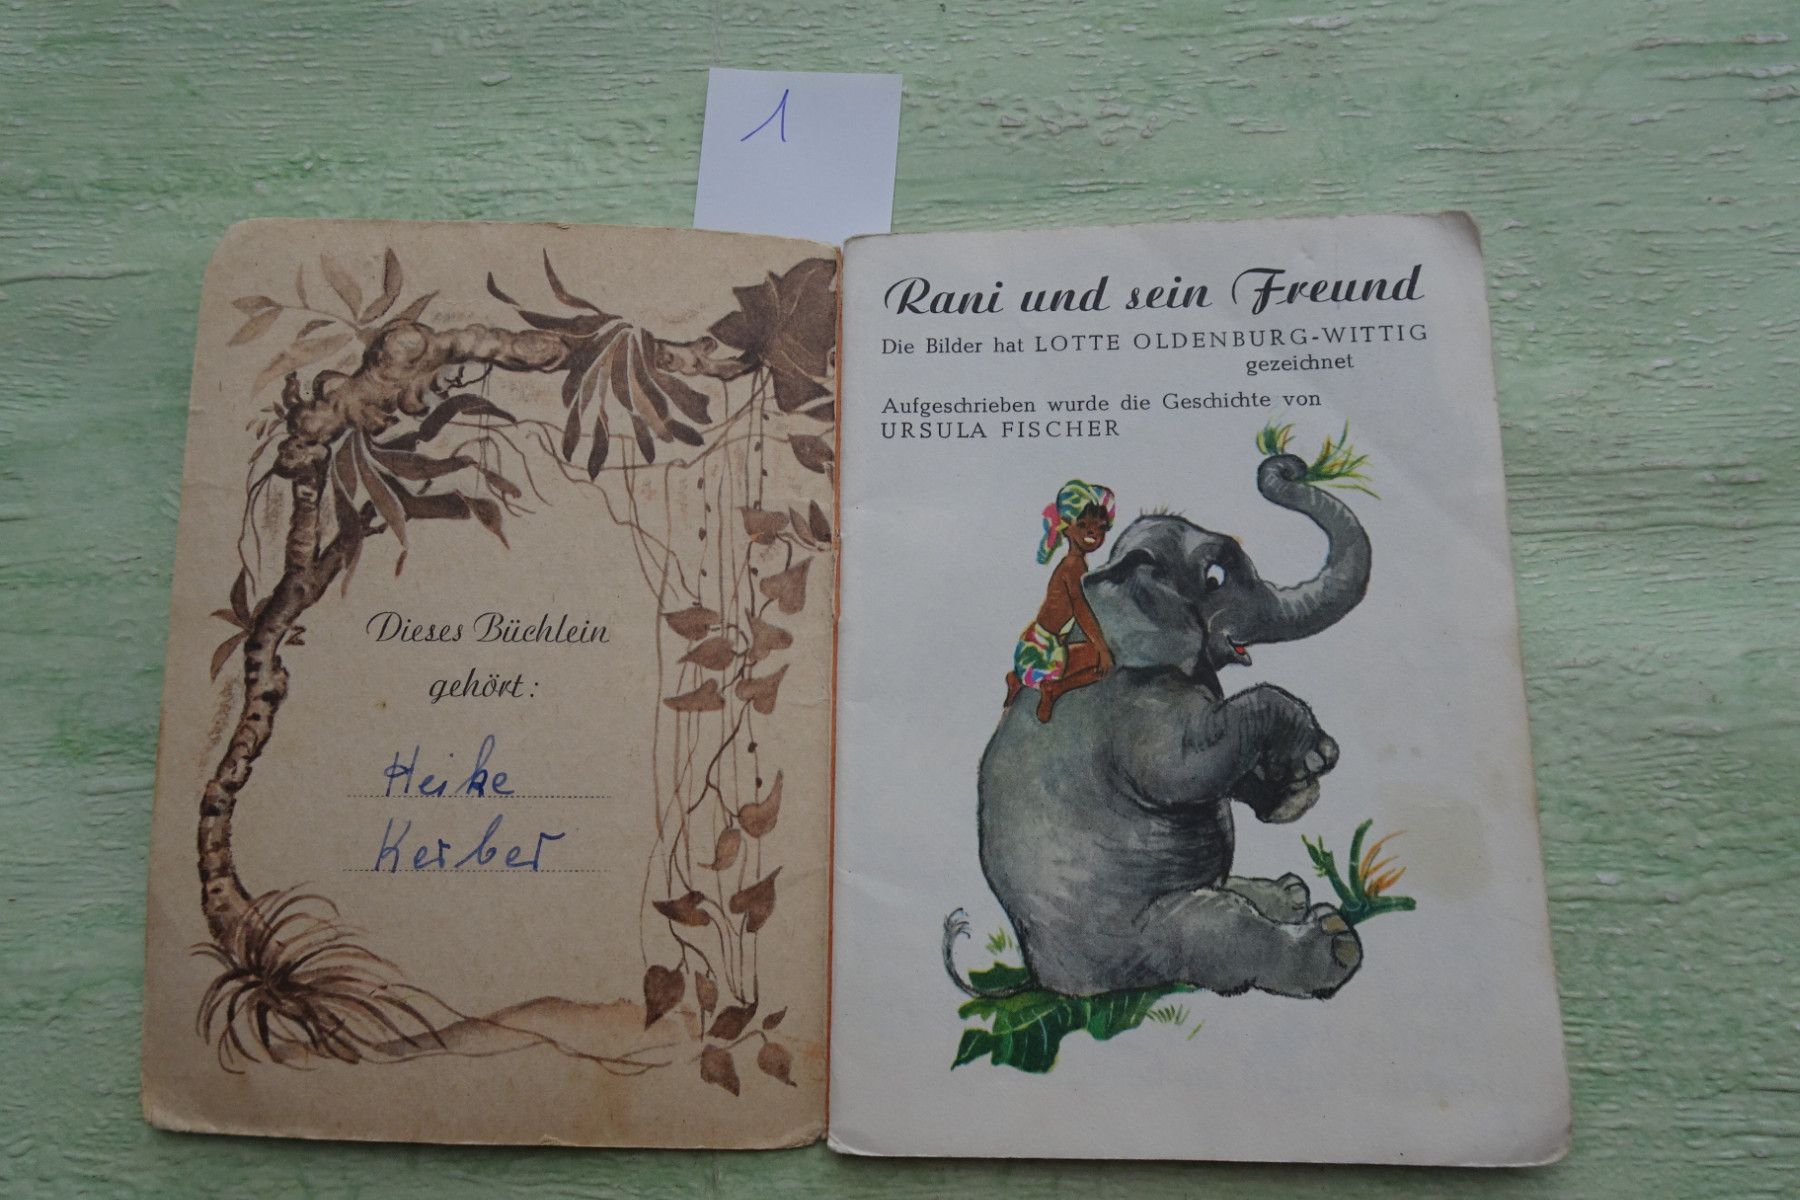 1
Dieses Büchlein
gehört:
Heike
Kerber
Rani und sein Freund
Die Bilder hat LOTTE OLDENBURG-WITTIG
gezeichnet
Aufgeschrieben wurde die Geschichte von
URSULA FISCHER